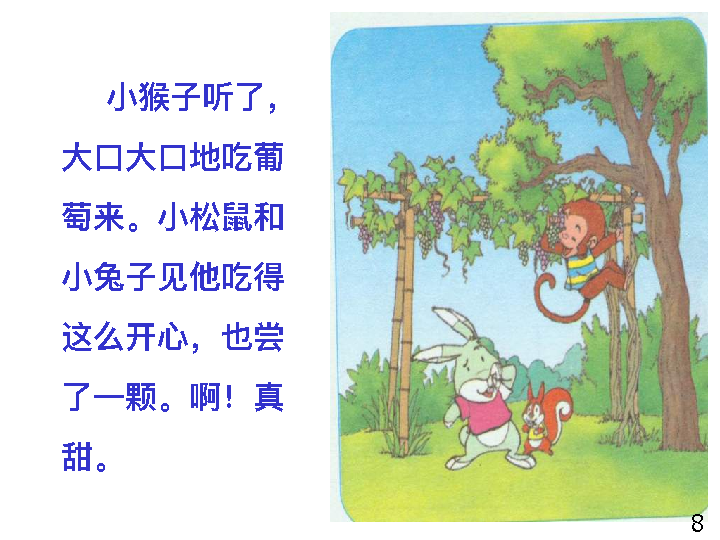 小猴子听了，
大口大口地吃葡
萄来。小松鼠和
小兔子见他吃得
这么开心，也尝
了一颗。啊！真
甜。
8